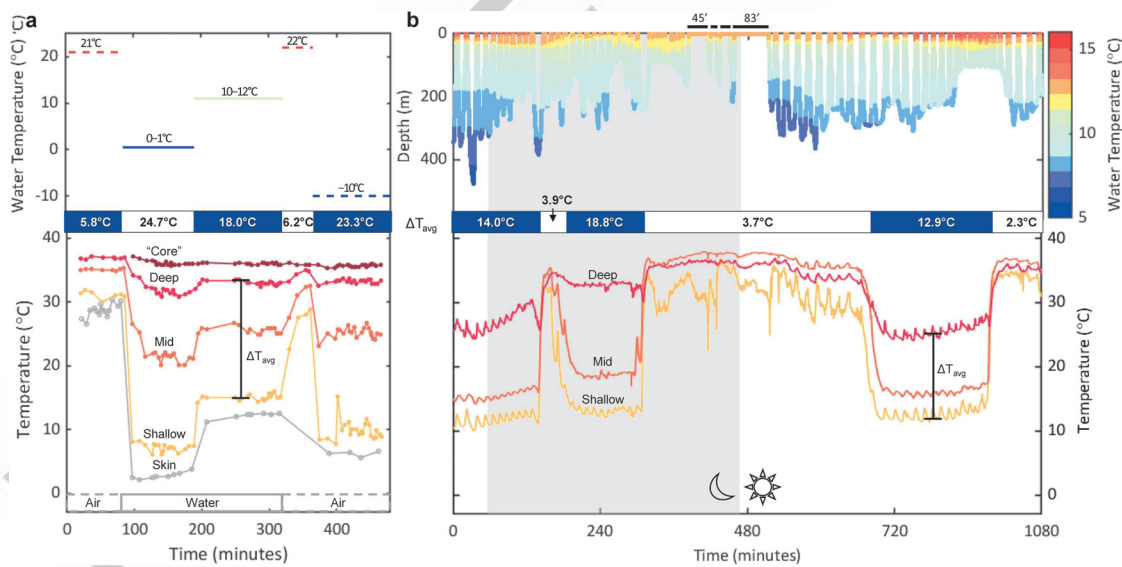 a
Water Temperature (°C) °C)
20
10
0
-10
21°C
0–1°C
10–12°C
22°C
–10°C
5.8°C 24.7°C 18.0°C 6.2°C 23.3°C
Temperature (°C)
40
30
20
10
0
"Core"
Deep
Mid
ΔTavg
Shallow
Skin
Air Water Air
0 100 200 300 400
Time (minutes)
b
45' 83'
Depth (m)
0
200
400
15
10
5
Water Temperature (°C)
3.9°C
ΔTavg
14.0°C 18.8°C 3.7°C 12.9°C 2.3°C
Deep
Mid
Shallow
ΔTavg
40
30
20
10
0
Temperature (°C)
0 240 480 720 1080
Time (minutes)